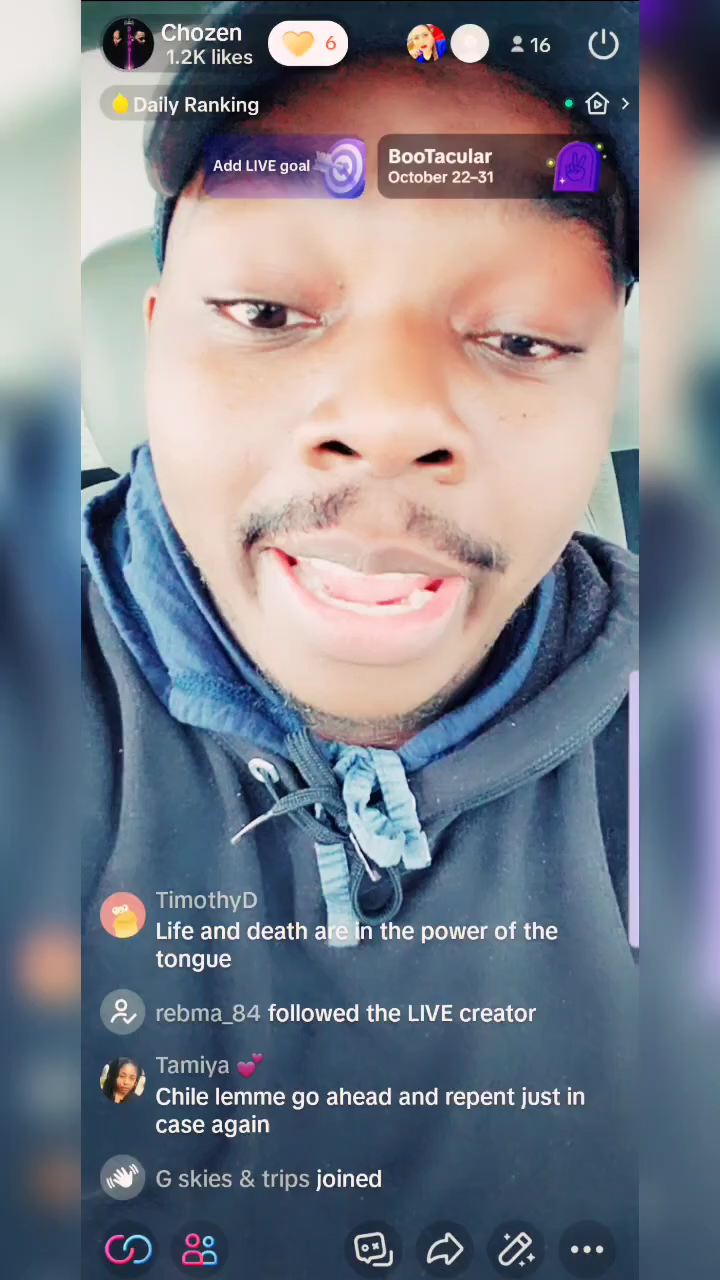 Chozen
1.2K likes
6
16
Daily Ranking
Add LIVE goal
BooTacular
October 22–31
TimothyD
Life and death are in the power of the
tongue
rebma_84 followed the LIVE creator
Tamiya 💕
Chile lemme go ahead and repent just in
case again
G skies & trips joined